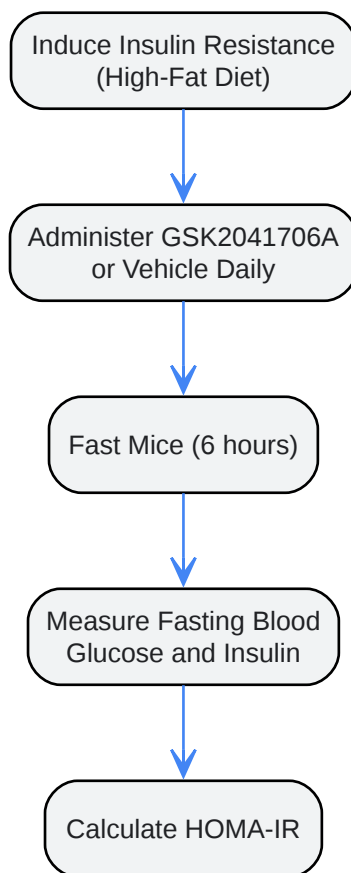 Induce Insulin Resistance
(High-Fat Diet)
Administer GSK2041706A
or Vehicle Daily
Fast Mice (6 hours)
Measure Fasting Blood
Glucose and Insulin
Calculate HOMA-IR